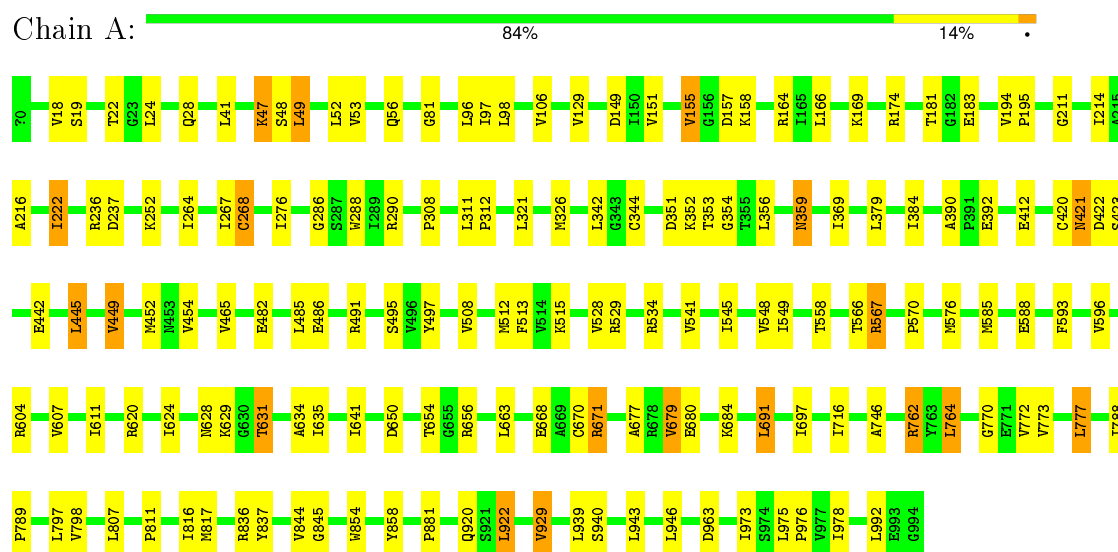 Chain A:
84% 14% •
?0 V18 S19 T22 G23 L24 Q28 L41 K47 S48 L49 L52 V53 Q56 G81 L96 I97 L98 V106 V129 D149 I150 V151 V155 G156 D157 K158 R164 I165 L166 K169 R174 T181 G182 E183 V194 P195 G211 I214 A215
A216 I222 R236 D237 K252 I264 I267 C268 I276 G286 S287 W288 I289 R290 P308 L311 P312 L321 M326 L342 G343 C344 D351 K352 T353 G354 T355 L356 N359 I369 L379 I384 A390 P391 E392 E412 C420 N421 D422 S423
E442 L445 V449 M452 N453 V454 V465 E482 L485 E486 R491 S495 V496 Y497 V508 M512 F513 V514 K515 V528 R529 R534 V541 I545 V548 I549 T558 T566 R567 P570 M576 M585 E588 F593 V596
R604 V607 I611 R620 I624 N628 K629 G630 T631 A634 I635 I641 D650 T654 G655 R656 L663 E668 A669 C670 R671 A677 R678 V679 E680 K684 L691 I697 I716 A746 R762 Y763 L764 G770 E771 V772 V773 L777 I788
P789 L797 V798 L807 P811 I816 M817 R836 Y837 V844 G845 W854 Y858 P881 Q920 S921 L922 V929 L939 S940 L943 L946 D963 I973 S974 L975 P976 V977 I978 L992 E993 G994